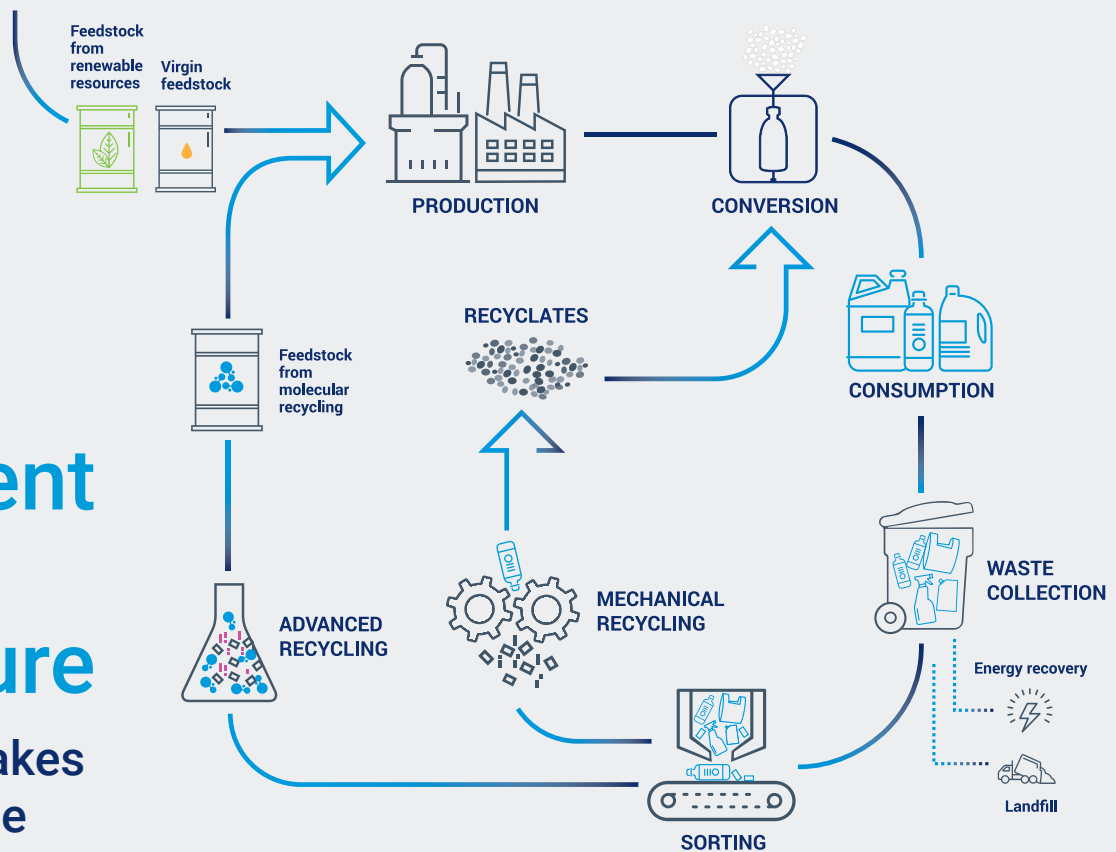 Feedstock
from
renewable
resources
Virgin
feedstock
PRODUCTION
CONVERSION
RECYCLATES
Feedstock
from
molecular
recycling
CONSUMPTION
ent
WASTE
COLLECTION
MECHANICAL
RECYCLING
ADVANCED
RECYCLING
ure
Energy recovery
akes
e
Landfill
SORTING